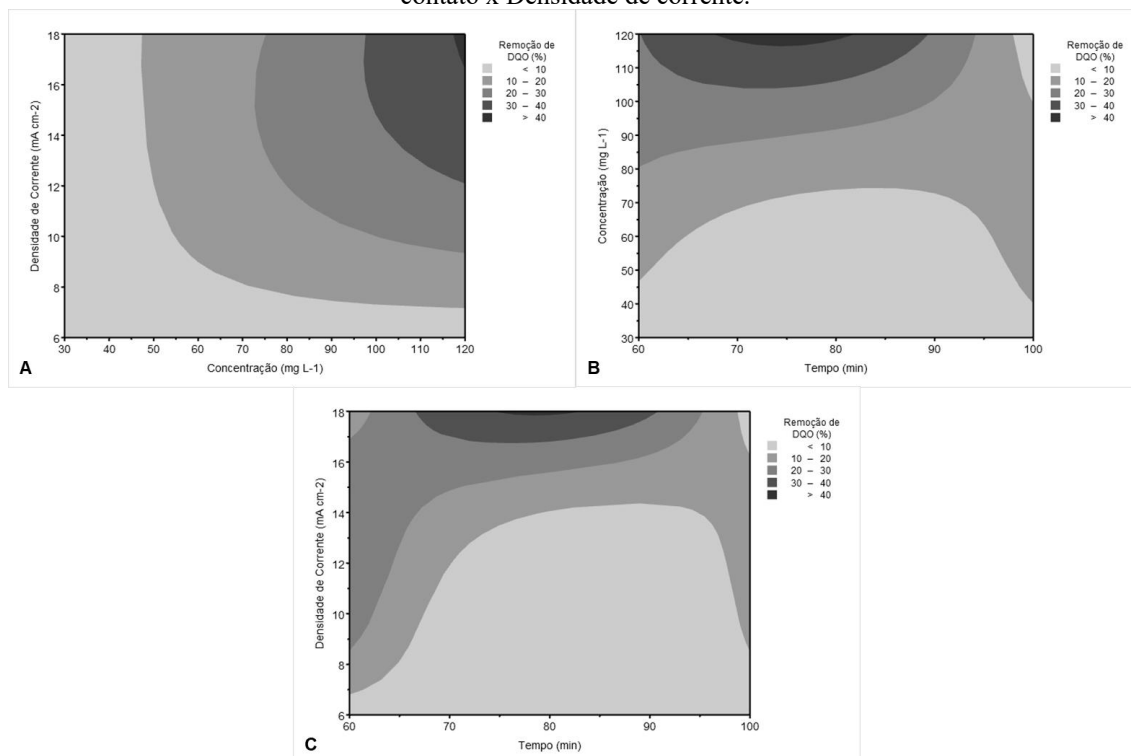 contato x Densidade de corrente.
18
16
14
12
10
8
6
30
40
50
60
70
80
90
100
110
120
Densidade de Corrente (mA cm-2)
Concentração (mg L-1)
Remoção de
DQO (%)
< 10
10 – 20
20 – 30
30 – 40
> 40
A
120
110
100
90
80
70
60
50
40
30
60
70
80
90
100
Concentração (mg L-1)
Tempo (min)
Remoção de
DQO (%)
< 10
10 – 20
20 – 30
30 – 40
> 40
B
18
16
14
12
10
8
6
60
70
80
90
100
Densidade de Corrente (mA cm-2)
Tempo (min)
Remoção de
DQO (%)
< 10
10 – 20
20 – 30
30 – 40
> 40
C